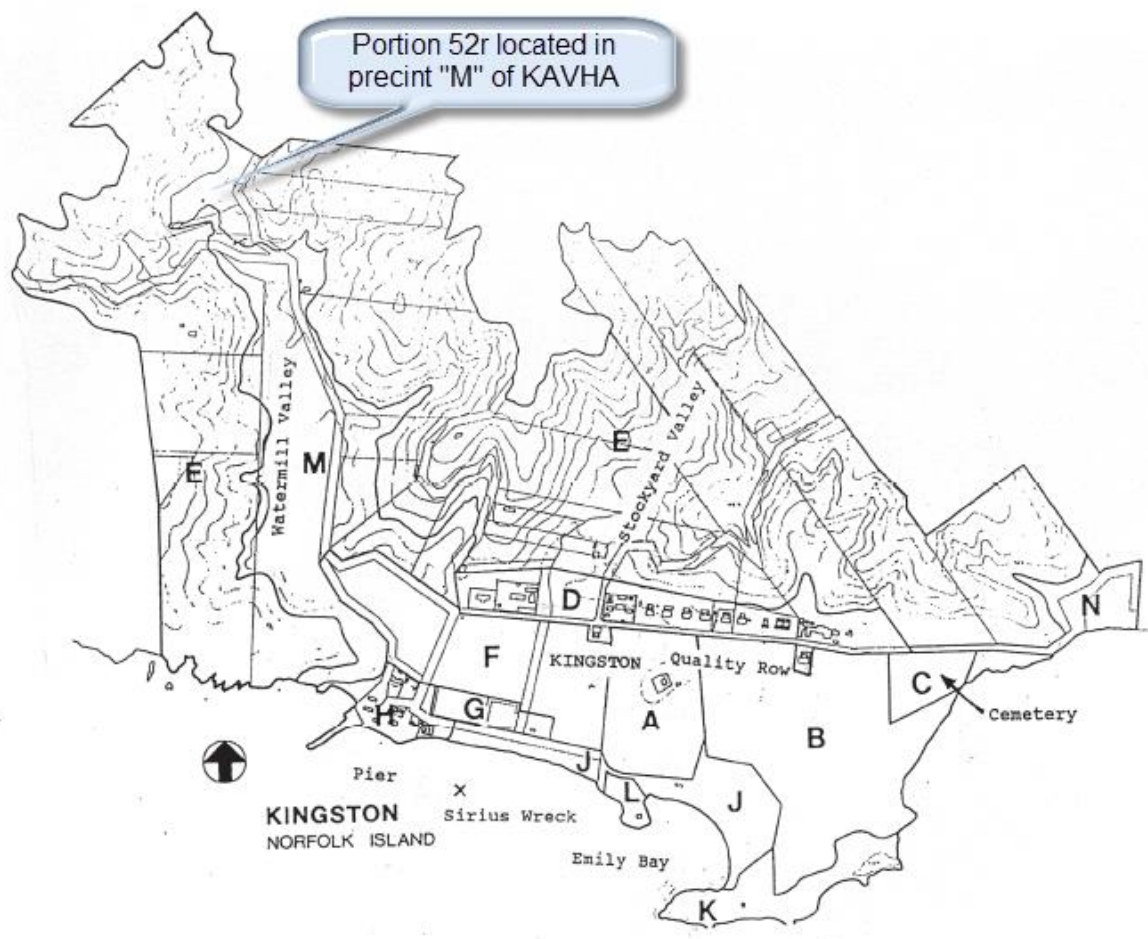 Portion 52r located in
precint "M" of KAVHA
Watermill Valley
M
E
E
Stockyard Valley
D
N
F
KINGSTON
Quality Row
C
Cemetery
G
H
A
B
J
Pier
L
J
X
Sirius Wreck
KINGSTON
NORFOLK ISLAND
Emily Bay
K